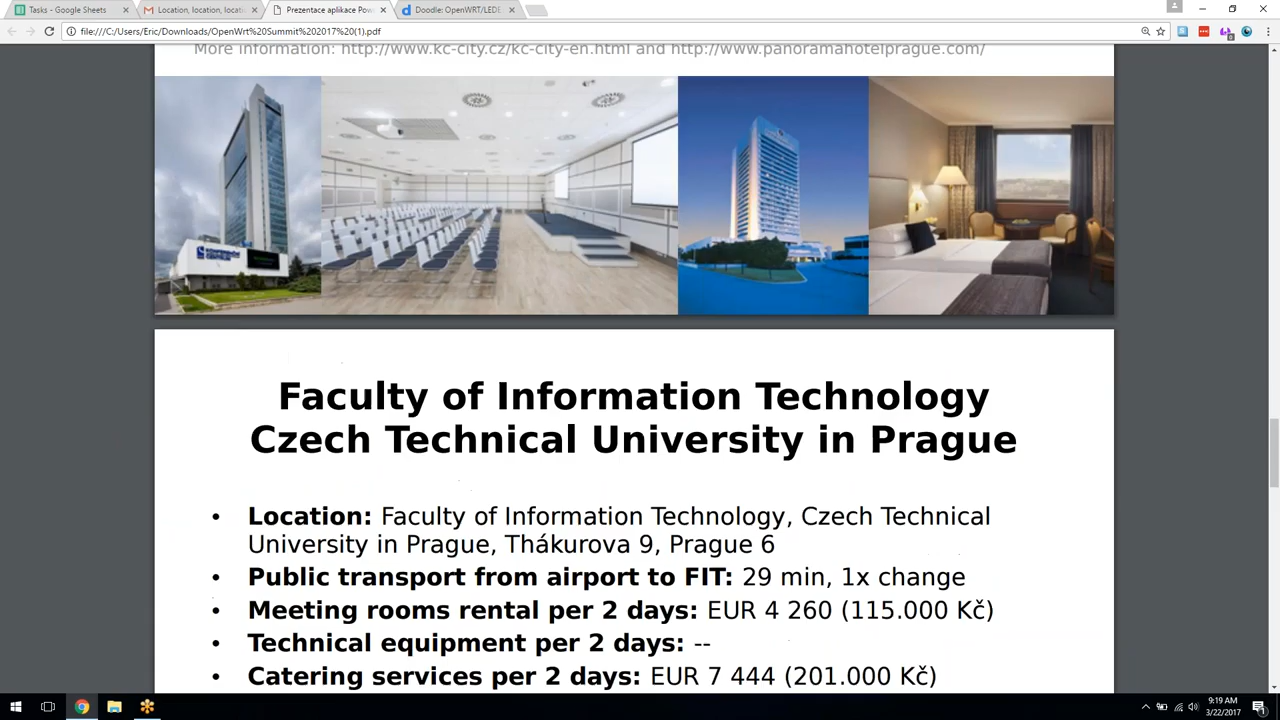 Tasks - Google Sheets
Location, location, locati
Prezentace aplikace Pow
Doodle: OpenWRT/LEDE
file:///C:/Users/Eric/Downloads/OpenWrt%20Summit%202017%20(1).pdf
More information: http://www.kc-city.cz/kc-city-en.html and http://www.panoramahotelprague.com/
Faculty of Information Technology
Czech Technical University in Prague
• Location: Faculty of Information Technology, Czech Technical
University in Prague, Thákurova 9, Prague 6
• Public transport from airport to FIT: 29 min, 1x change
• Meeting rooms rental per 2 days: EUR 4 260 (115.000 Kč)
• Technical equipment per 2 days: --
• Catering services per 2 days: EUR 7 444 (201.000 Kč)
9:19 AM
3/22/2017